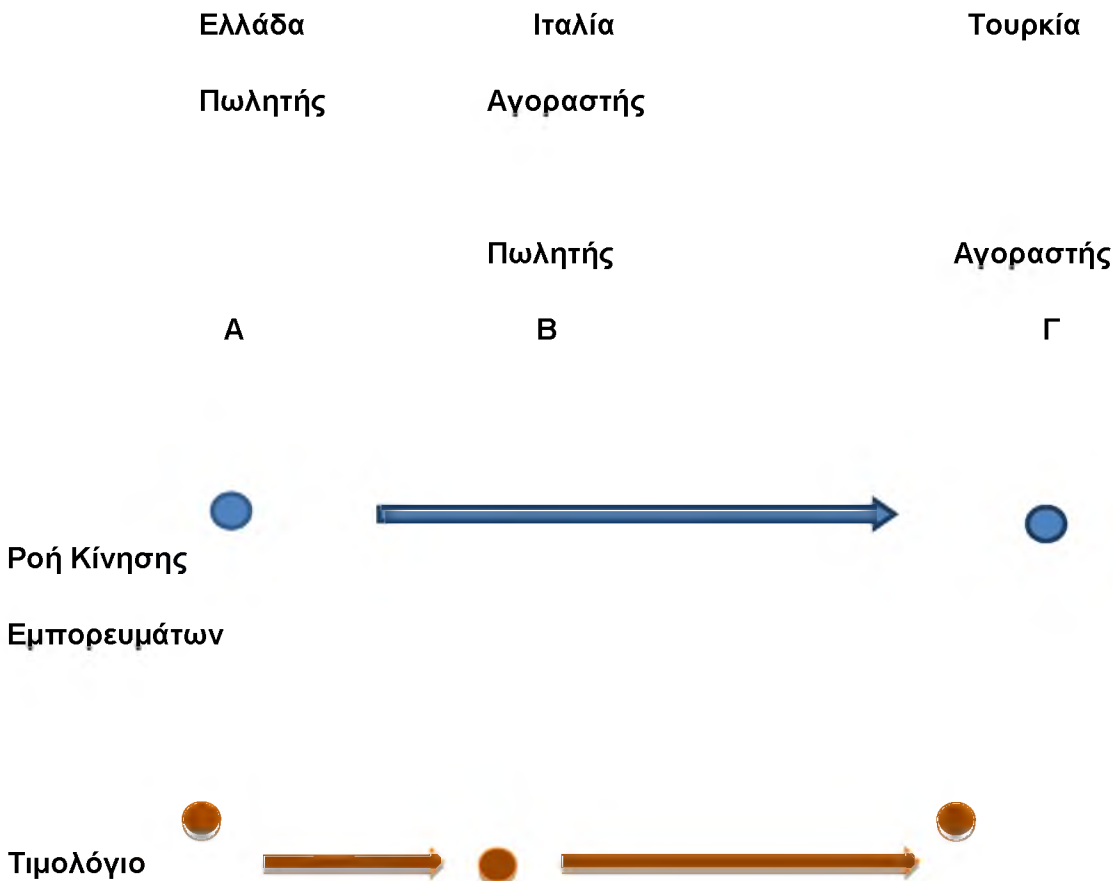 Ελλάδα Ιταλία Τουρκία
Πωλητής Αγοραστής
Πωλητής Αγοραστής
Α Β Γ
Ροή Κίνησης
Εμπορευμάτων
Τιμολόγιο